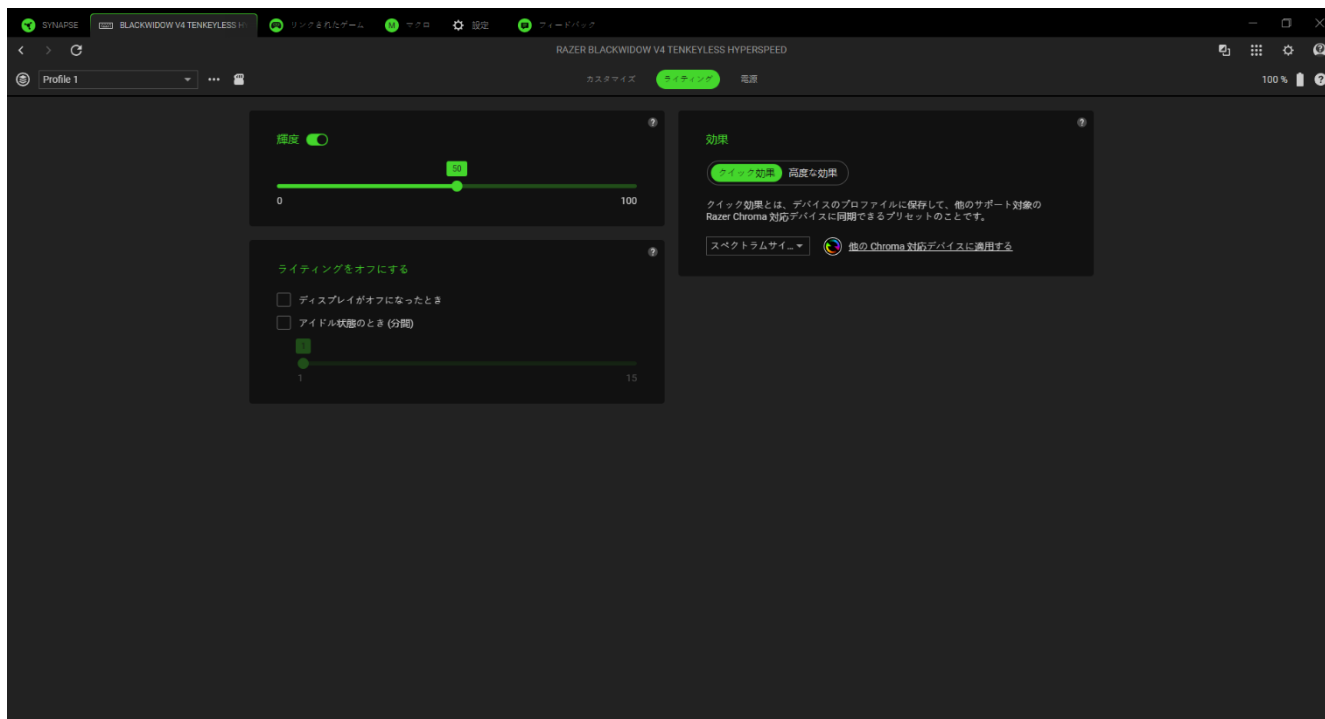 SYNAPSE
BLACKWIDOW V4 TENKEYLESS H
リンクされたゲーム
マクロ
設定
フィードバック
RAZER BLACKWIDOW V4 TENKEYLESS HYPERSPEED
Profile 1
カスタマイズ
ライティング
電源
100 %
輝度
50
0
100
ライティングをオフにする
ディスプレイがオフになったとき
アイドル状態のとき (分間)
1
1
15
効果
クイック効果
高度な効果
クイック効果とは、デバイスのプロファイルに保存して、他のサポート対象の
Razer Chroma 対応デバイスに同期できるプリセットのことです。
スペクトラムサイ...
他の Chroma 対応デバイスに適用する